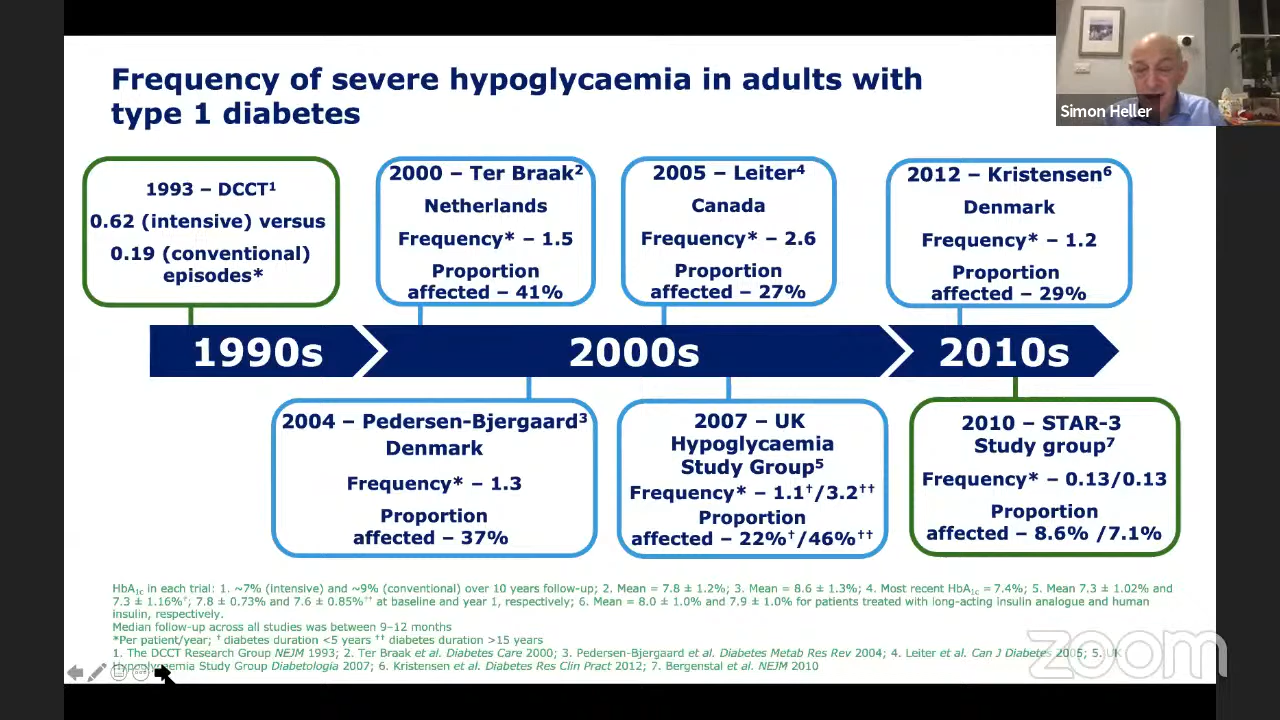 Simon Heller
Frequency of severe hypoglycaemia in adults with
type 1 diabetes
1993 – DCCT¹
0.62 (intensive) versus
0.19 (conventional)
episodes*
2000 – Ter Braak²
Netherlands
Frequency* – 1.5
Proportion
affected – 41%
2005 – Leiter⁴
Canada
Frequency* – 2.6
Proportion
affected – 27%
2012 – Kristensen⁶
Denmark
Frequency* – 1.2
Proportion
affected – 29%
1990s
2000s
2010s
2004 – Pedersen-Bjergaard³
Denmark
Frequency* – 1.3
Proportion
affected – 37%
2007 – UK
Hypoglycaemia
Study Group⁵
Frequency* – 1.1†/3.2††
Proportion
affected – 22%†/46%††
2010 – STAR-3
Study group⁷
Frequency* – 0.13/0.13
Proportion
affected – 8.6% /7.1%
HbA1c in each trial: 1. ~7% (intensive) and ~9% (conventional) over 10 years follow-up; 2. Mean = 7.8 ± 1.2%; 3. Mean = 8.6 ± 1.3%; 4. Most recent HbA1c = 7.4%; 5. Mean 7.3 ± 1.02% and
7.3 ± 1.16%†; 7.8 ± 0.73% and 7.6 ± 0.85%†† at baseline and year 1, respectively; 6. Mean = 8.0 ± 1.0% and 7.9 ± 1.0% for patients treated with long-acting insulin analogue and human
insulin, respectively.
Median follow-up across all studies was between 9–12 months
*Per patient/year; † diabetes duration <5 years †† diabetes duration >15 years
1. The DCCT Research Group NEJM 1993; 2. Ter Braak et al. Diabetes Care 2000; 3. Pedersen-Bjergaard et al. Diabetes Metab Res Rev 2004; 4. Leiter et al. Can J Diabetes 2005; 5. UK
Hypoglycaemia Study Group Diabetologia 2007; 6. Kristensen et al. Diabetes Res Clin Pract 2012; 7. Bergenstal et al. NEJM 2010
zoom